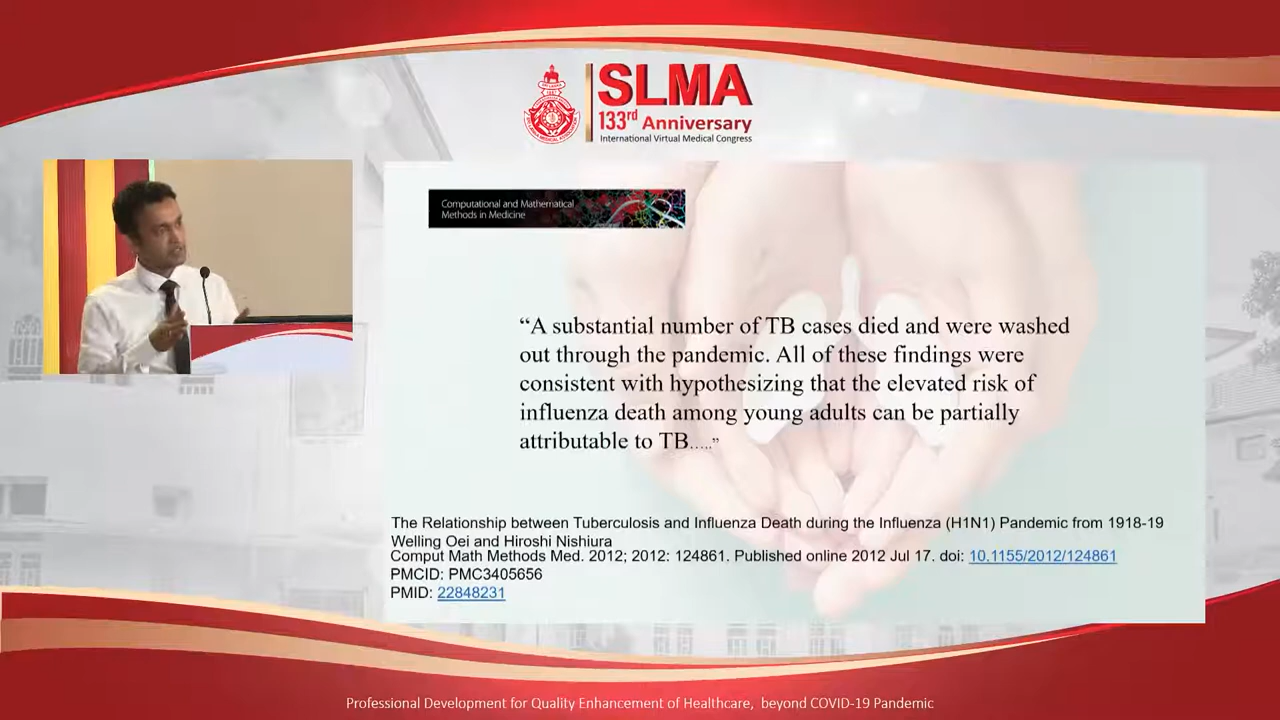 SLMA
133rd Anniversary
International Virtual Medical Congress
Computational and Mathematical
Methods in Medicine
“A substantial number of TB cases died and were washed
out through the pandemic. All of these findings were
consistent with hypothesizing that the elevated risk of
influenza death among young adults can be partially
attributable to TB.....”
The Relationship between Tuberculosis and Influenza Death during the Influenza (H1N1) Pandemic from 1918-19
Welling Oei and Hiroshi Nishiura
Comput Math Methods Med. 2012; 2012: 124861. Published online 2012 Jul 17. doi: 10.1155/2012/124861
PMCID: PMC3405656
PMID: 22848231
Professional Development for Quality Enhancement of Healthcare, beyond COVID-19 Pandemic